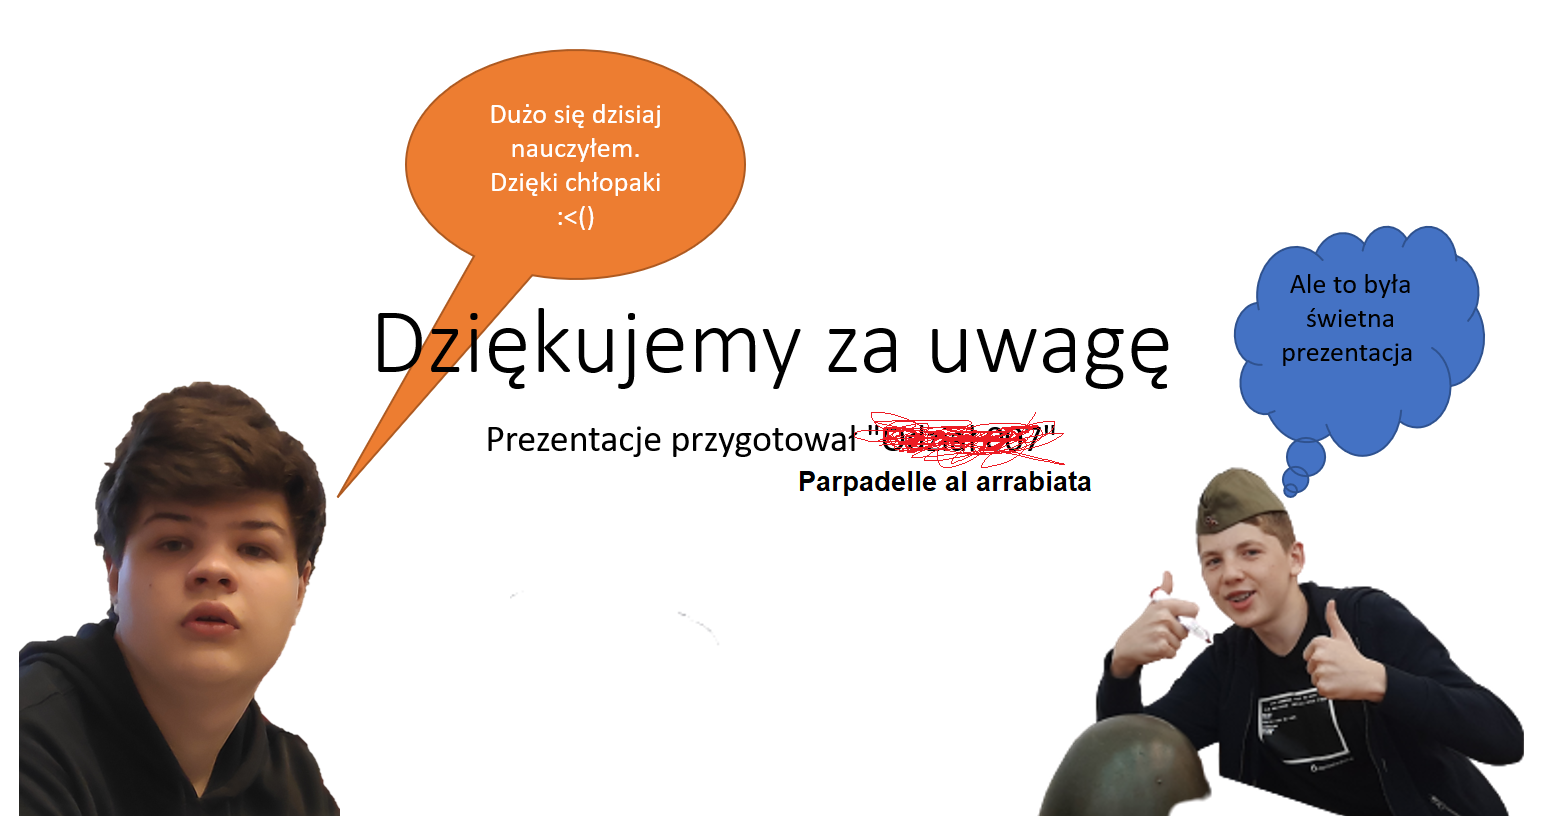 Dużo się dzisiaj
nauczyłem.
Dzięki chłopaki
:<()
Ale to była
świetna
prezentacja
Dziękujemy za uwagę
Prezentacje przygotował
Parpadelle al arrabiata